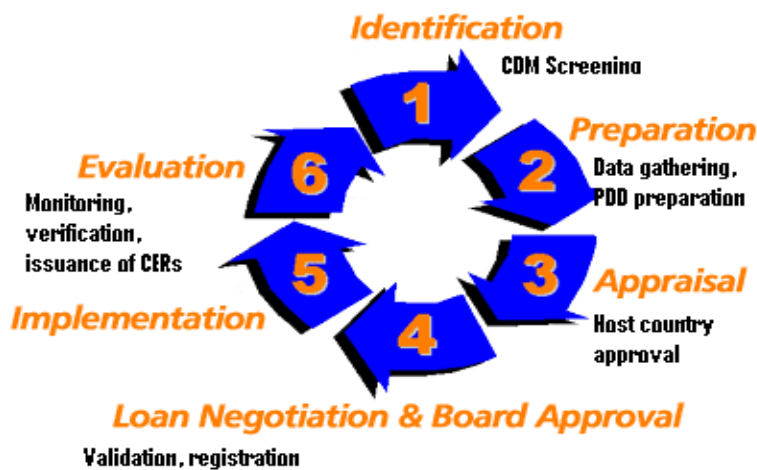 Identification
CDM Screening
1
Preparation
2
Data gathering,
PDD preparation
3
Appraisal
Host country
approval
4
Loan Negotiation & Board Approval
Validation, registration
5
Implementation
6
Evaluation
Monitoring,
verification,
issuance of CERs